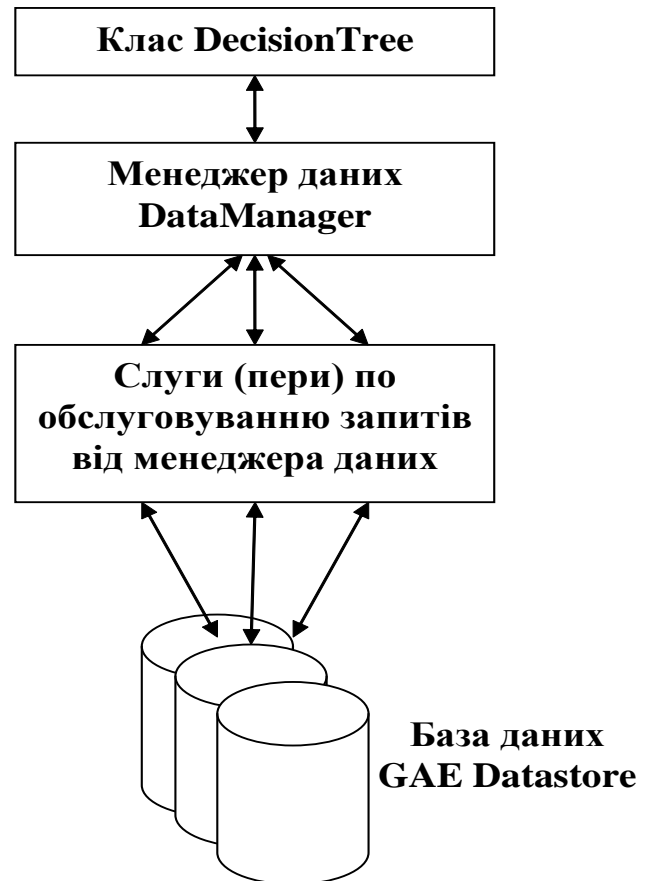 Клас DecisionTree
Менеджер даних
DataManager
Слуги (пери) по
обслуговуванню запитів
від менеджера даних
База даних
GAE Datastore